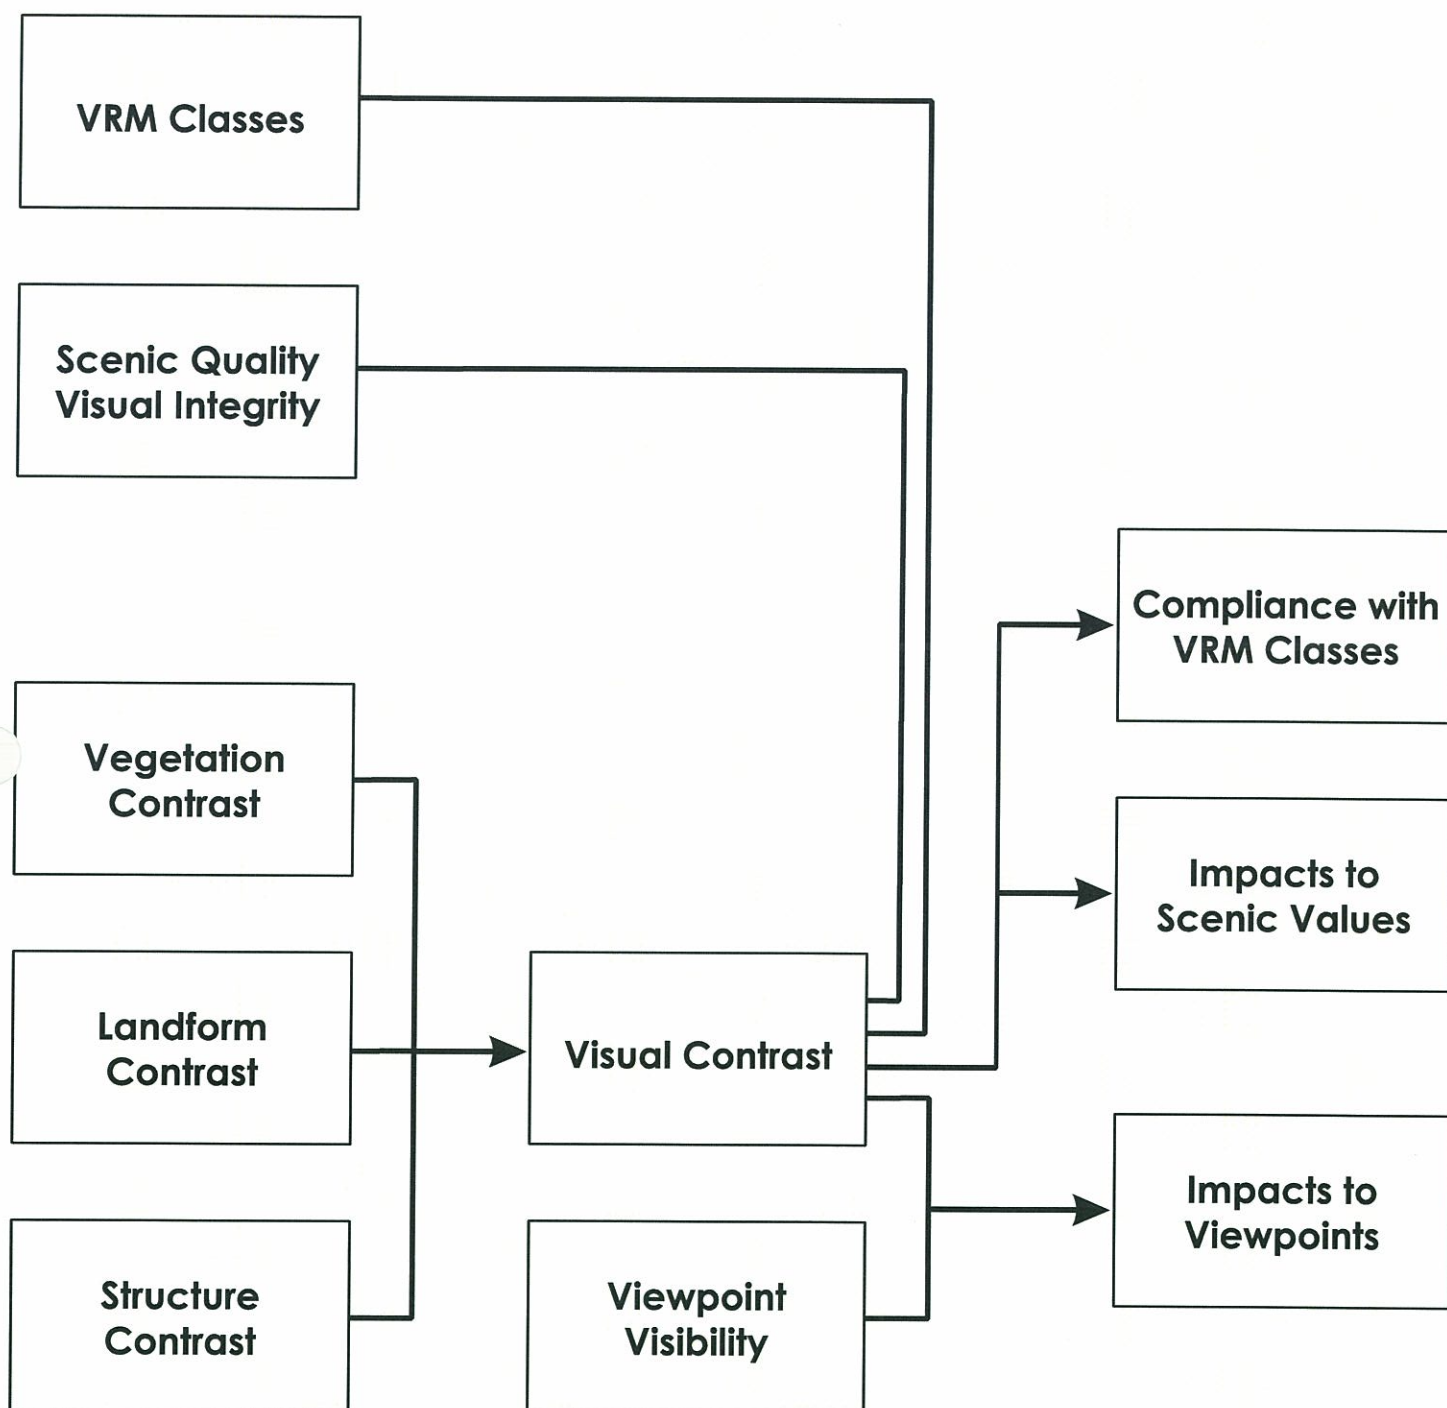 VRM Classes
Scenic Quality
Visual Integrity
Vegetation
Contrast
Landform
Contrast
Structure
Contrast
Visual Contrast
Viewpoint
Visibility
Compliance with
VRM Classes
Impacts to
Scenic Values
Impacts to
Viewpoints